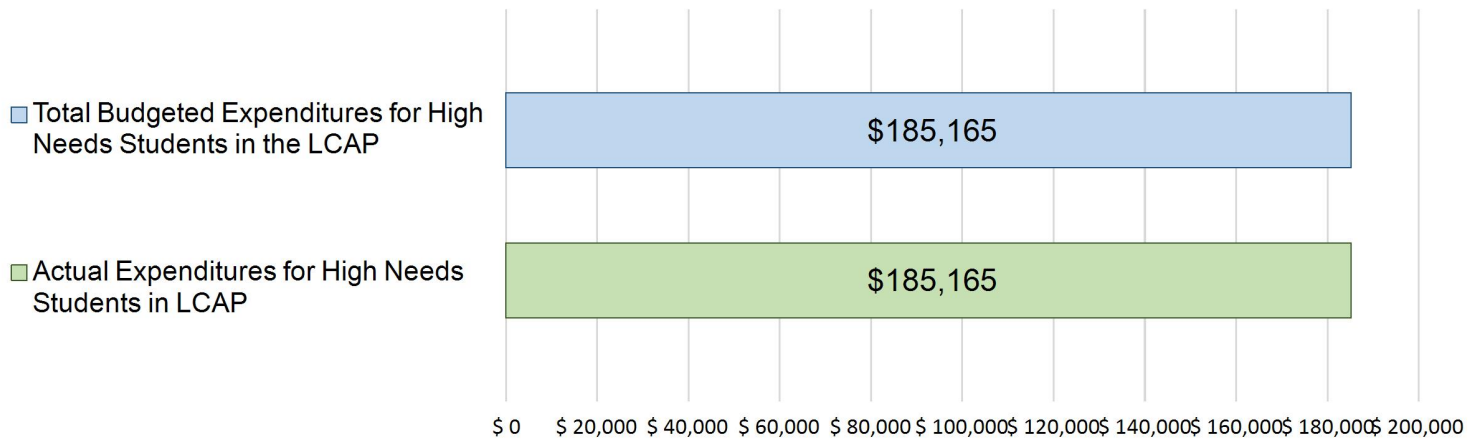 Total Budgeted Expenditures for High
Needs Students in the LCAP
$185,165
Actual Expenditures for High Needs
Students in LCAP
$185,165
$ 0 $ 20,000 $ 40,000 $ 60,000 $ 80,000 $ 100,000 $ 120,000 $ 140,000 $ 160,000 $ 180,000 $ 200,000